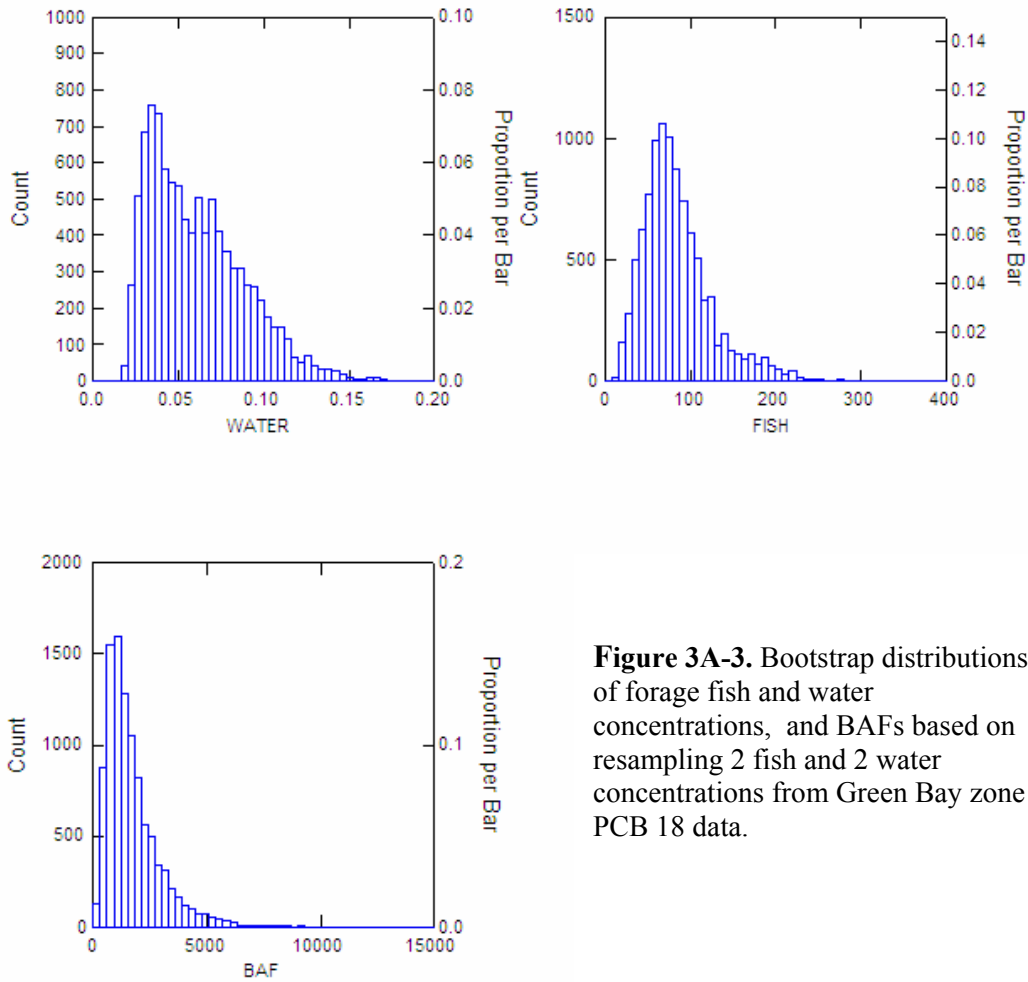 1000
900
800
700
600
500
400
300
200
100
0
Count
0.10
0.08
0.06
0.04
0.02
0.0
Proportion per Bar
0.0 0.05 0.10 0.15 0.20
WATER
1500
1000
500
0
Count
0.14
0.12
0.10
0.08
0.06
0.04
0.02
0.0
Proportion per Bar
0 100 200 300 400
FISH
2000
1500
1000
500
0
Count
0.2
0.1
0.0
Proportion per Bar
0 5000 10000 15000
BAF
Figure 3A-3. Bootstrap distributions
of forage fish and water
concentrations, and BAFs based on
resampling 2 fish and 2 water
concentrations from Green Bay zone
PCB 18 data.